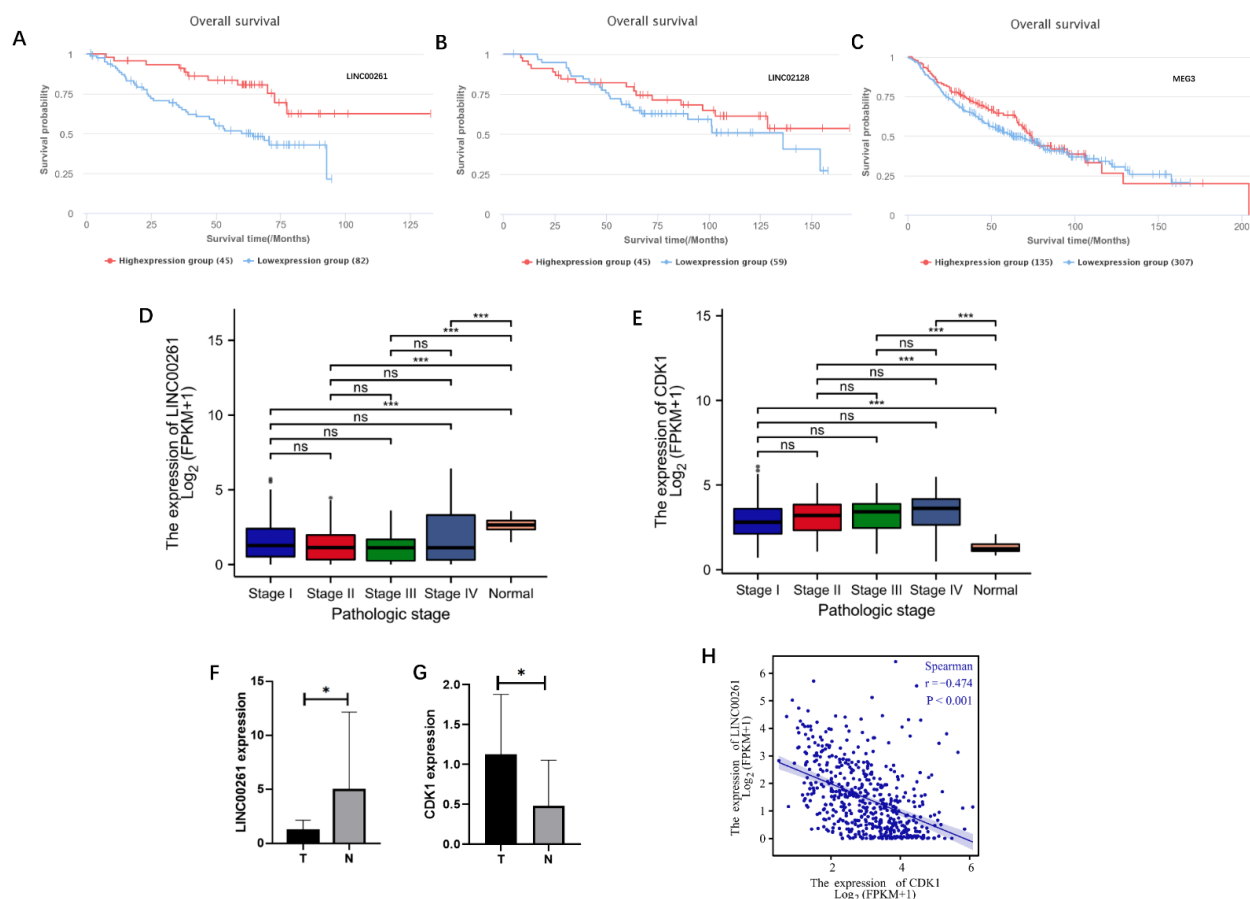 A
Overall survival
LINC00261
Survival probability
1
0.75
0.5
0.25
0
0
25
50
75
100
125
Survival time(/Months)
Highexpression group (45)
Lowexpression group (82)
B
Overall survival
LINC02128
Survival probability
1
0.75
0.5
0.25
0
0
25
50
75
100
125
150
Survival time(/Months)
Highexpression group (45)
Lowexpression group (59)
C
Overall survival
MEG3
Survival probability
1
0.75
0.5
0.25
0
0
50
100
150
200
Survival time(/Months)
Highexpression group (135)
Lowexpression group (307)
D
The expression of LINC00261
Log2 (FPKM+1)
15
10
5
0
***
***
ns
***
ns
ns
***
ns
ns
ns
Stage I
Stage II
Stage III
Stage IV
Normal
Pathologic stage
E
The expression of CDK1
Log2 (FPKM+1)
15
10
5
0
***
***
ns
***
ns
ns
***
ns
ns
ns
Stage I
Stage II
Stage III
Stage IV
Normal
Pathologic stage
F
LINC00261 expression
15
10
5
0
*
T
N
G
CDK1 expression
2.0
1.5
1.0
0.5
0.0
*
T
N
H
The expression of LINC00261
Log2 (FPKM+1)
6
5
4
3
2
1
0
Spearman
r = −0.474
P < 0.001
2
4
6
The expression of CDK1
Log2 (FPKM+1)